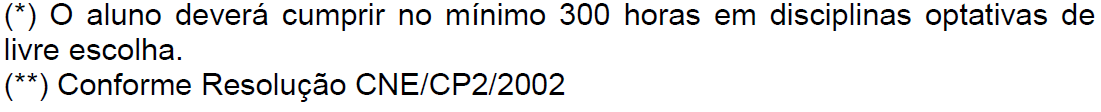 (*) O aluno deverá cumprir no mínimo 300 horas em disciplinas optativas de
livre escolha.
(**) Conforme Resolução CNE/CP2/2002